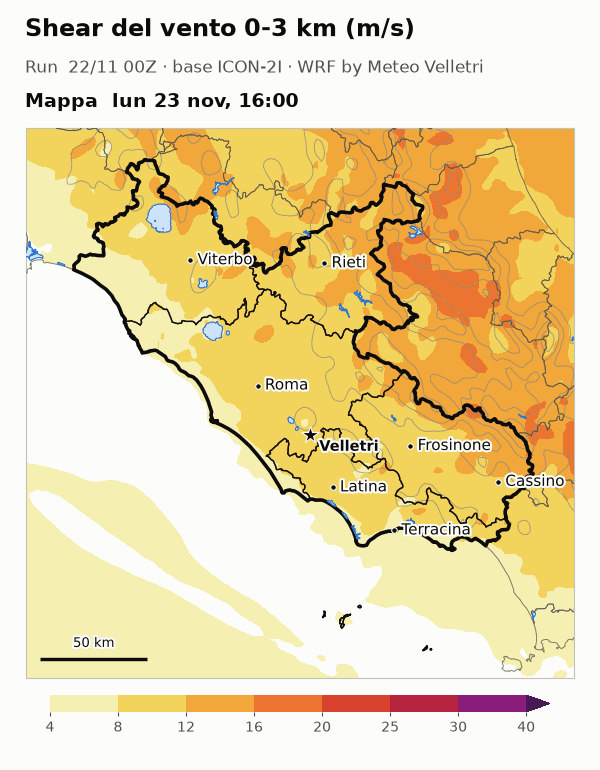 Shear del vento 0-3 km (m/s)
Run  22/11 00Z · base ICON-2I · WRF by Meteo Velletri
Mappa  lun 23 nov, 16:00
Viterbo
Rieti
Roma
Velletri
Frosinone
Cassino
Latina
Terracina
50 km
4 8 12 16 20 25 30 40